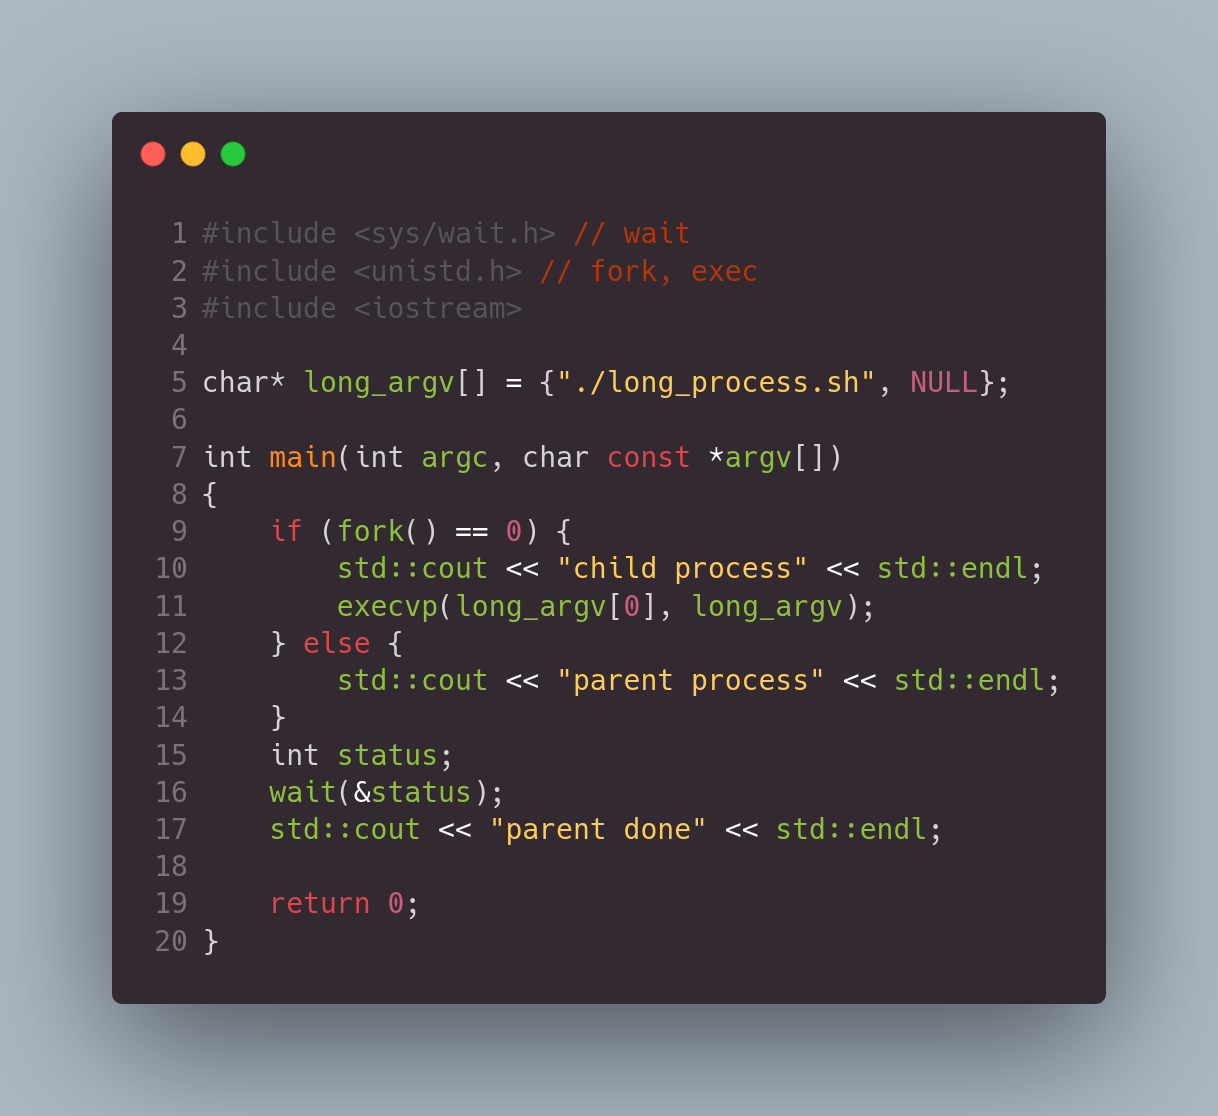 1 #include <sys/wait.h> // wait
2 #include <unistd.h> // fork, exec
3 #include <iostream>
4
5 char* long_argv[] = {"./long_process.sh", NULL};
6
7 int main(int argc, char const *argv[])
8 {
9     if (fork() == 0) {
10         std::cout << "child process" << std::endl;
11         execvp(long_argv[0], long_argv);
12     } else {
13         std::cout << "parent process" << std::endl;
14     }
15     int status;
16     wait(&status);
17     std::cout << "parent done" << std::endl;
18
19     return 0;
20 }